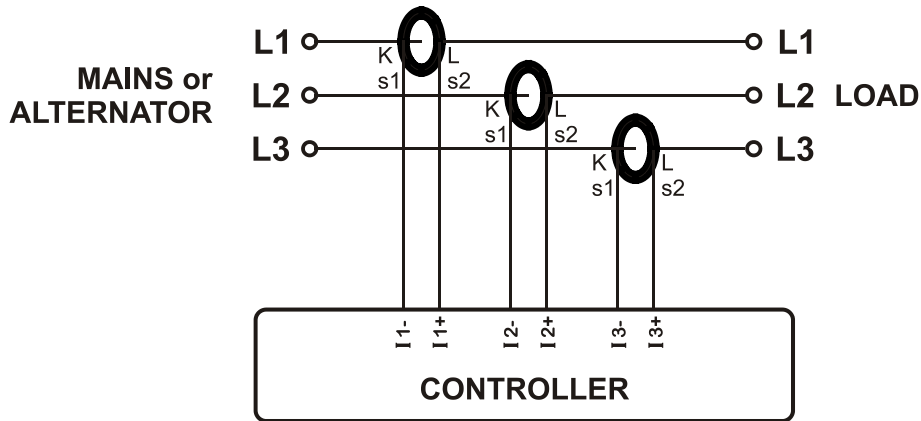 L1 K L L1
s1 s2
MAINS or
ALTERNATOR
L2 K L L2 LOAD
s1 s2
L3 K L L3
s1 s2
I1- I1+ I2- I2+ I3- I3+
CONTROLLER